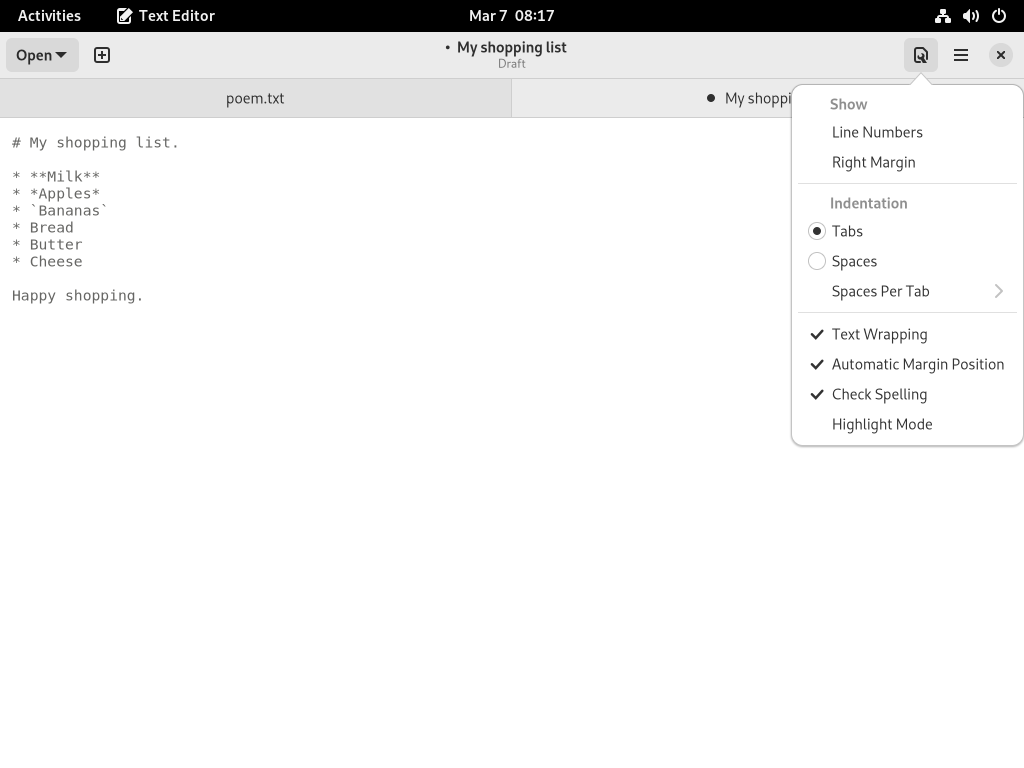 Activities
Text Editor
Mar 7 08:17
Open
• My shopping list
Draft
poem.txt
• My shoppi
# My shopping list.
* **Milk**
* *Apples*
* `Bananas`
* Bread
* Butter
* Cheese
Happy shopping.
Show
Line Numbers
Right Margin
Indentation
Tabs
Spaces
Spaces Per Tab
Text Wrapping
Automatic Margin Position
Check Spelling
Highlight Mode